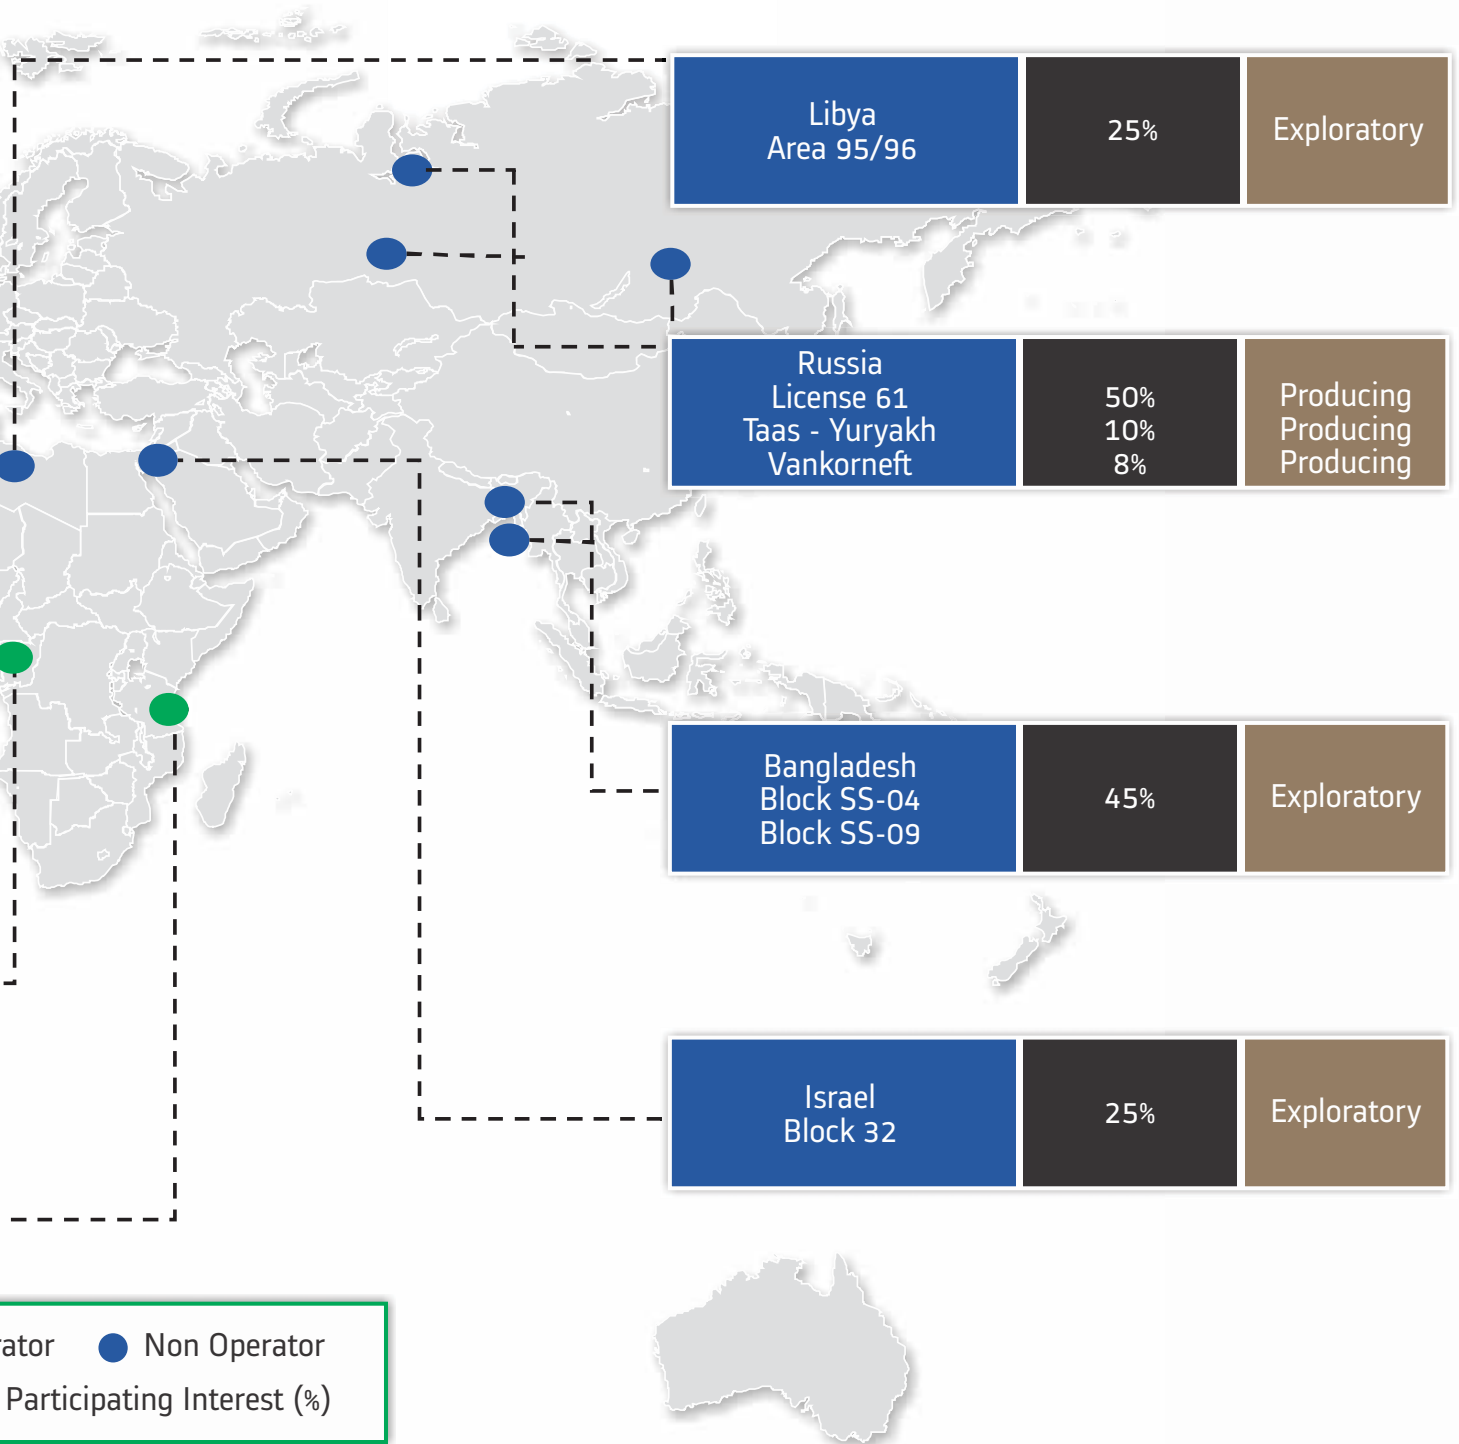 Libya
Area 95/96
25%
Exploratory
Russia
License 61
Taas - Yuryakh
Vankorneft
50%
10%
8%
Producing
Producing
Producing
Bangladesh
Block SS-04
Block SS-09
45%
Exploratory
Israel
Block 32
25%
Exploratory
Non Operator
Participating Interest (%)